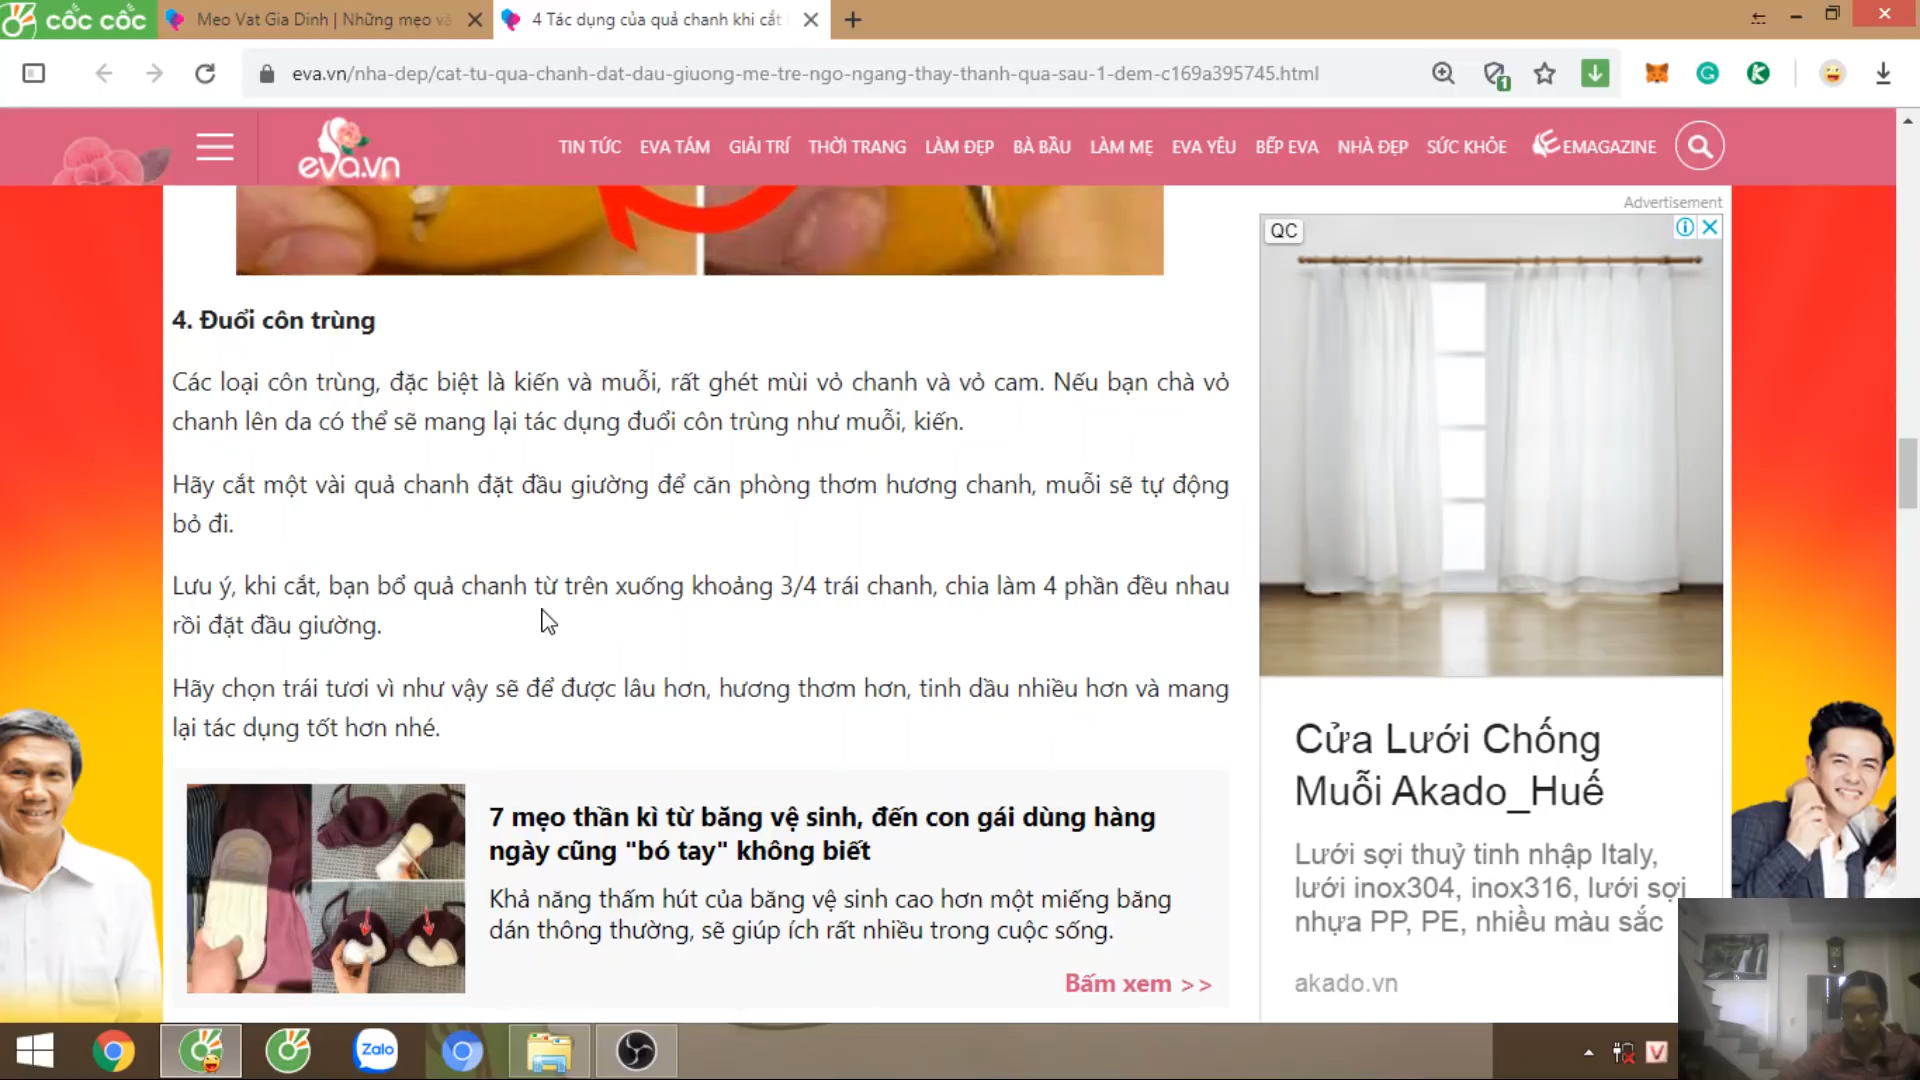 cốc cốc
Meo Vat Gia Dinh | Những mẹo vă
4 Tác dụng của quả chanh khi cắt
eva.vn/nha-dep/cat-tu-qua-chanh-dat-dau-giuong-me-tre-ngo-ngang-thay-thanh-qua-sau-1-dem-c169a395745.html
1
eva.vn
TIN TỨC EVA TÁM GIẢI TRÍ THỜI TRANG LÀM ĐẸP BÀ BẦU LÀM MẸ EVA YÊU BẾP EVA NHÀ ĐẸP SỨC KHỎE EMAGAZINE
Advertisement
QC
4. Đuổi côn trùng
Các loại côn trùng, đặc biệt là kiến và muỗi, rất ghét mùi vỏ chanh và vỏ cam. Nếu bạn chà vỏ
chanh lên da có thể sẽ mang lại tác dụng đuổi côn trùng như muỗi, kiến.
Hãy cắt một vài quả chanh đặt đầu giường để căn phòng thơm hương chanh, muỗi sẽ tự động
bỏ đi.
Lưu ý, khi cắt, bạn bổ quả chanh từ trên xuống khoảng 3/4 trái chanh, chia làm 4 phần đều nhau
rồi đặt đầu giường.
Hãy chọn trái tươi vì như vậy sẽ để được lâu hơn, hương thơm hơn, tinh dầu nhiều hơn và mang
lại tác dụng tốt hơn nhé.
7 mẹo thần kì từ băng vệ sinh, đến con gái dùng hàng
ngày cũng "bó tay" không biết
Khả năng thấm hút của băng vệ sinh cao hơn một miếng băng
dán thông thường, sẽ giúp ích rất nhiều trong cuộc sống.
Bấm xem >>
Cửa Lưới Chống
Muỗi Akado_Huế
Lưới sợi thuỷ tinh nhập Italy,
lưới inox304, inox316, lưới sợi
nhựa PP, PE, nhiều màu sắc
akado.vn
Zalo
V